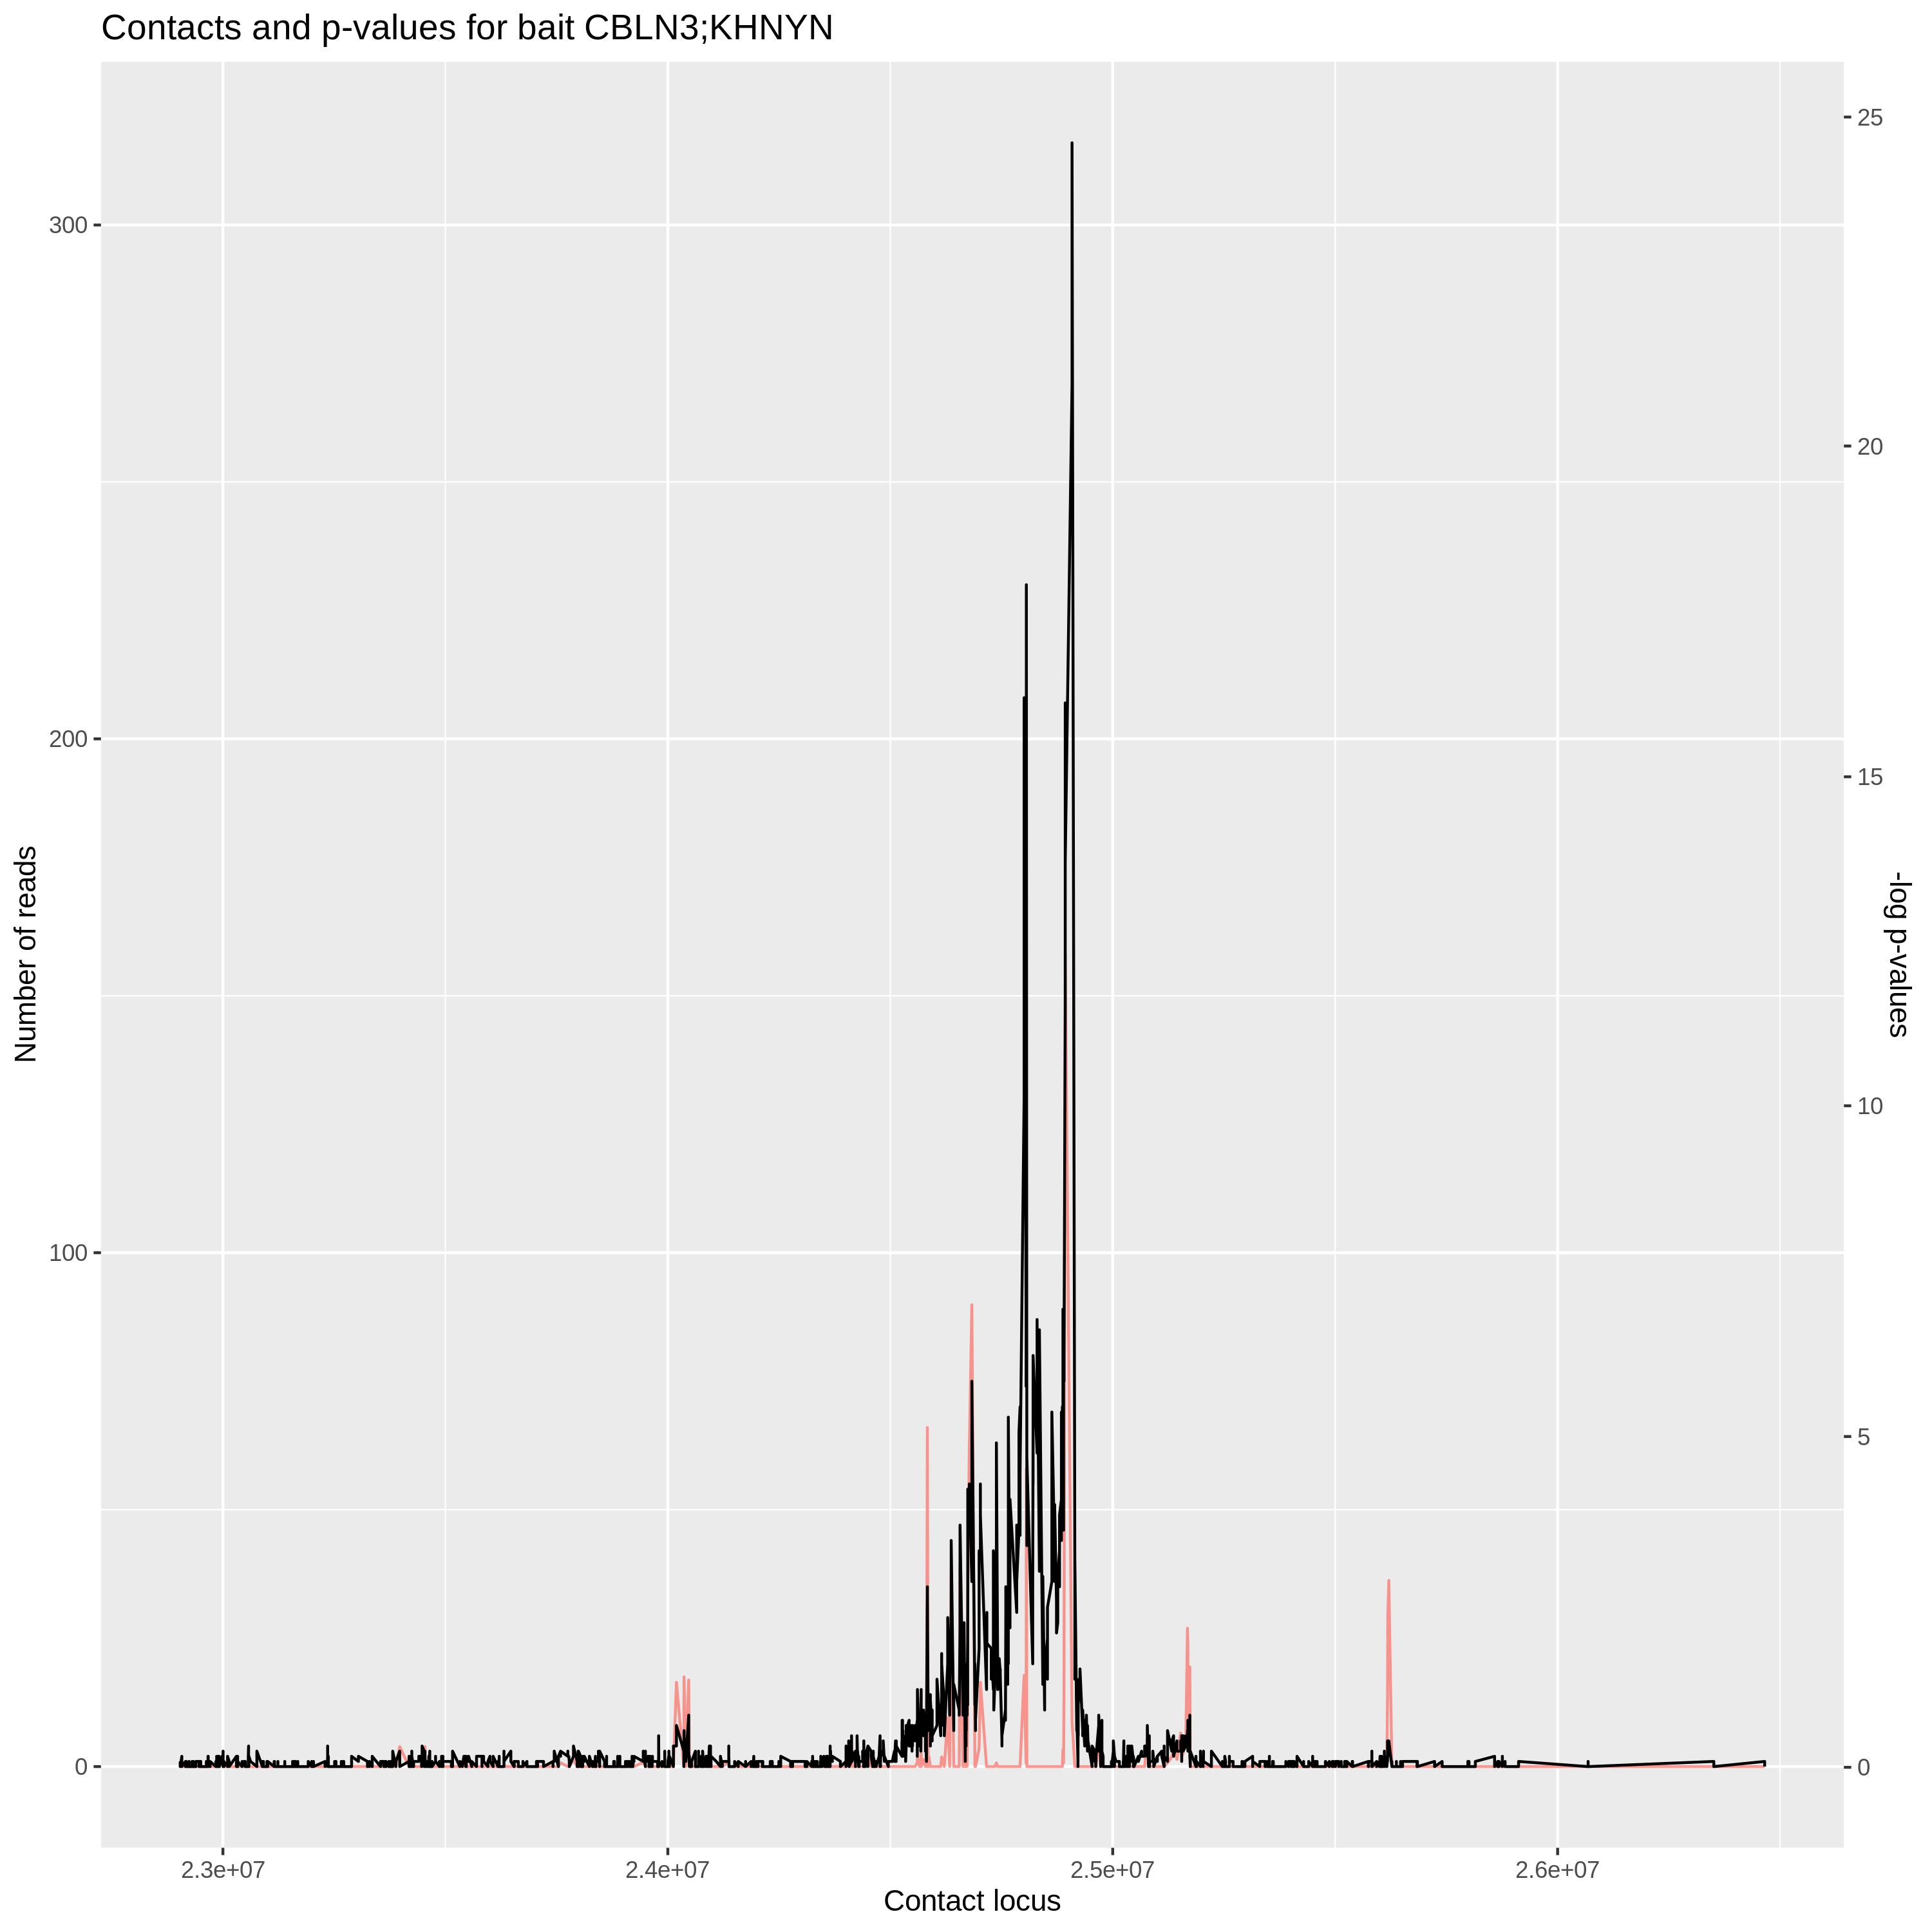 Contacts and p-values for bait CBLN3;KHNYN
300
200
100
0
Number of reads
25
20
15
10
5
0
-log p-values
2.3e+07
2.4e+07
2.5e+07
2.6e+07
Contact locus